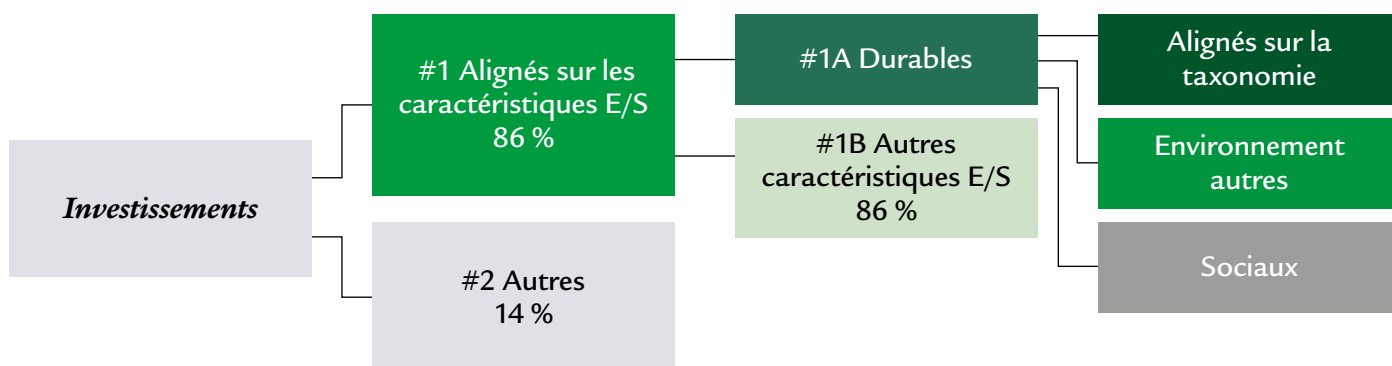 Investissements
#1 Alignés sur les
caractéristiques E/S
86 %
#2 Autres
14 %
#1A Durables
#1B Autres
caractéristiques E/S
86 %
Alignés sur la
taxonomie
Environnement
autres
Sociaux